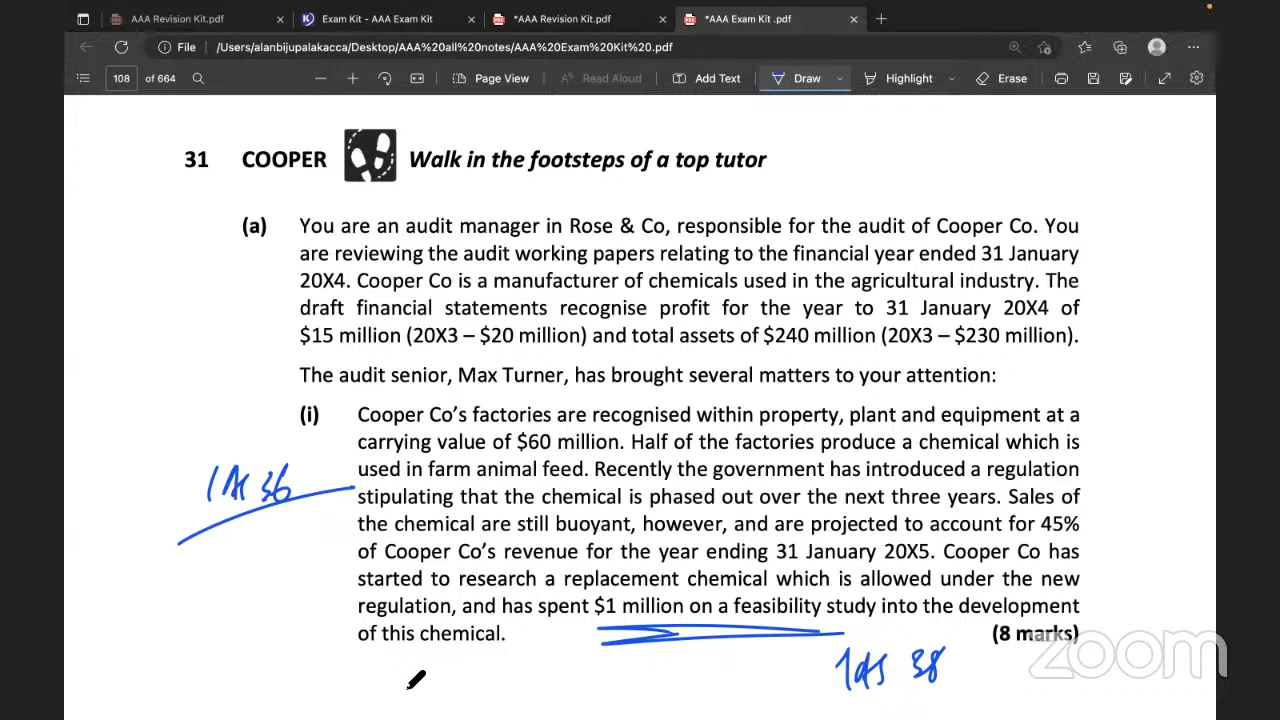 AAA Revision Kit.pdf
Exam Kit - AAA Exam Kit
*AAA Revision Kit.pdf
*AAA Exam Kit .pdf
File /Users/alanbijupalakacca/Desktop/AAA%20all%20notes/AAA%20Exam%20Kit%20.pdf
108 of 664 Page View Read Aloud Add Text Draw Highlight Erase
31 COOPER Walk in the footsteps of a top tutor
(a) You are an audit manager in Rose & Co, responsible for the audit of Cooper Co. You
are reviewing the audit working papers relating to the financial year ended 31 January
20X4. Cooper Co is a manufacturer of chemicals used in the agricultural industry. The
draft financial statements recognise profit for the year to 31 January 20X4 of
$15 million (20X3 – $20 million) and total assets of $240 million (20X3 – $230 million).
The audit senior, Max Turner, has brought several matters to your attention:
(i) Cooper Co's factories are recognised within property, plant and equipment at a
carrying value of $60 million. Half of the factories produce a chemical which is
used in farm animal feed. Recently the government has introduced a regulation
IAS 36
stipulating that the chemical is phased out over the next three years. Sales of
the chemical are still buoyant, however, and are projected to account for 45%
of Cooper Co's revenue for the year ending 31 January 20X5. Cooper Co has
started to research a replacement chemical which is allowed under the new
regulation, and has spent $1 million on a feasibility study into the development
of this chemical. (8 marks)
IAS 38
zoom